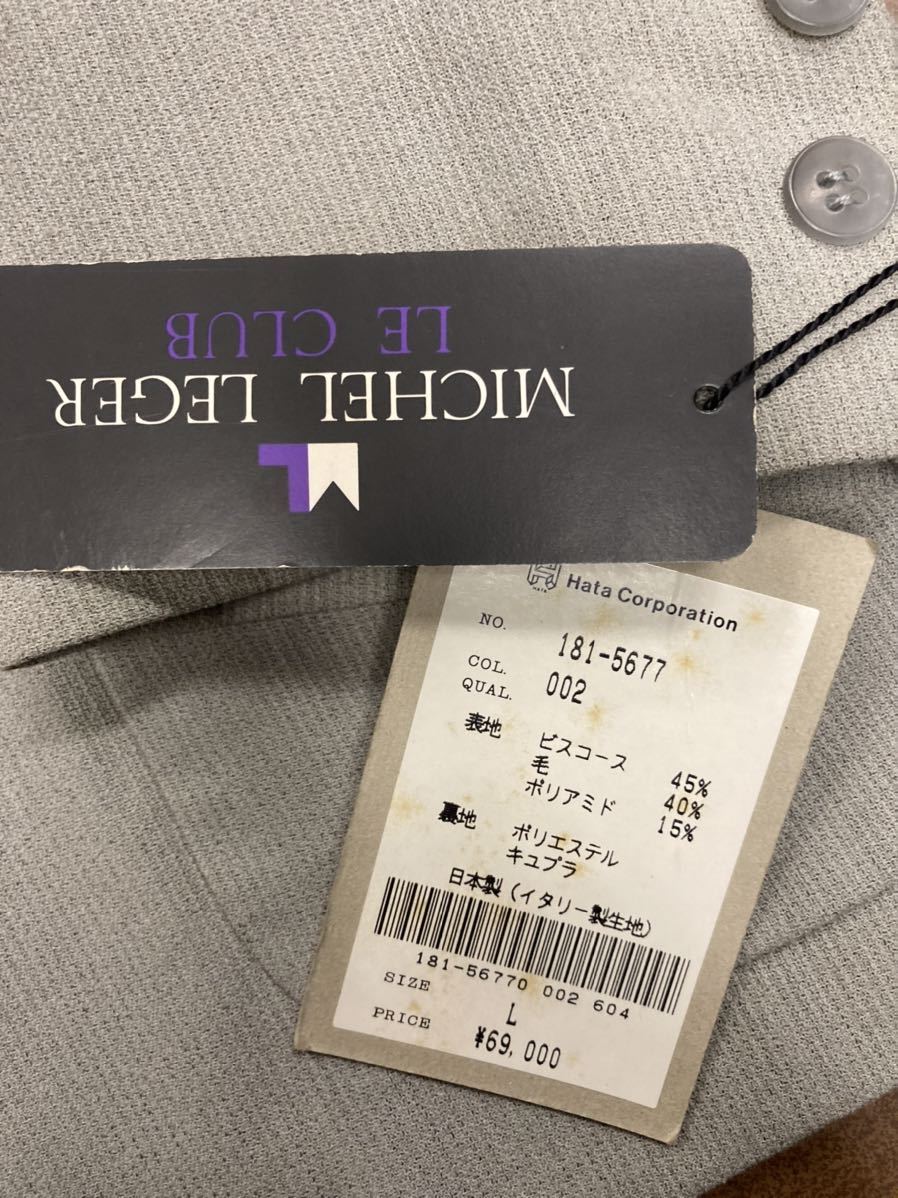 MICHEL LEGER
LE CLUB
HATA
Hata Corporation
NO. 181-5677
COL. 002
QUAL.
表地 ビスコース 45%
毛 40%
ポリアミド 15%
裏地 ポリエステル
キュプラ
日本製(イタリー製生地)
181-56770 002 604
SIZE L
PRICE ¥69,000